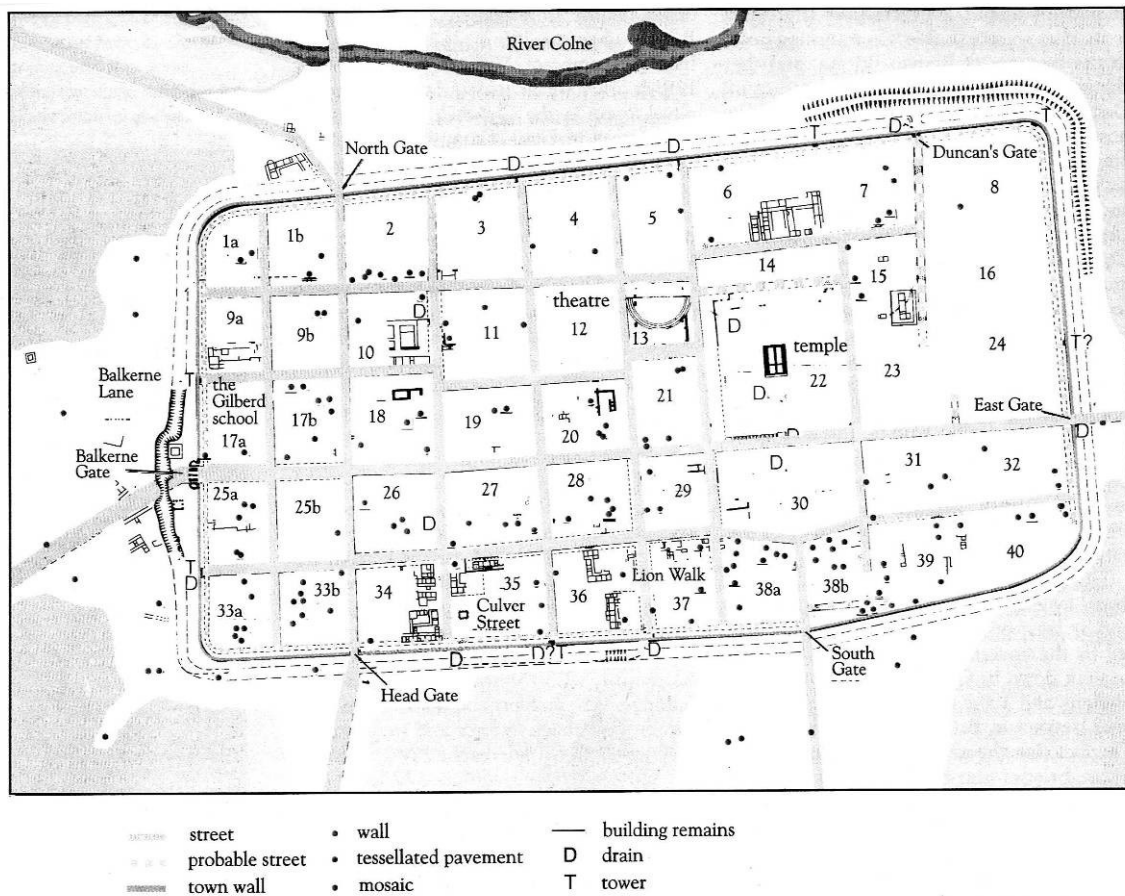 River Colne
North Gate
D
D
T
D
T
Duncan's Gate
1a
1b
2
3
4
5
6
7
8
9a
9b
10
D
11
theatre
12
13
14
15
16
D
temple
T?
Balkerne
Lane
T
the
Gilberd
school
17a
17b
18
19
20
21
D
22
23
24
East Gate
D
Balkerne
Gate
25a
25b
26
D
27
28
29
D
D
30
31
32
T
D
33a
33b
34
35
Culver
Street
36
Lion Walk
37
38a
38b
39
40
Head Gate
D
D?T
D
South
Gate
street
probable street
town wall
wall
tessellated pavement
mosaic
building remains
D drain
T tower